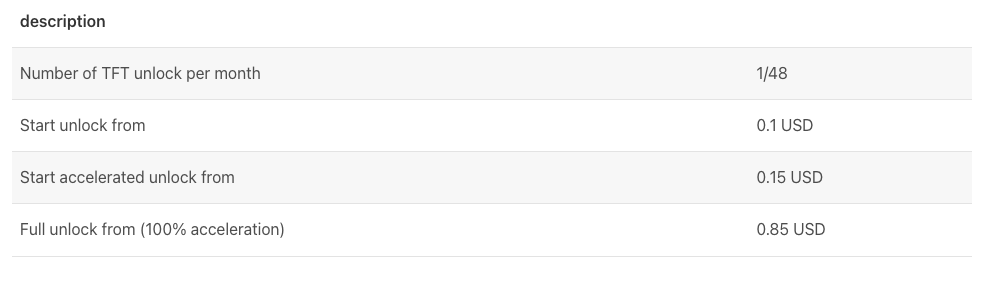 description
Number of TFT unlock per month 1/48
Start unlock from 0.1 USD
Start accelerated unlock from 0.15 USD
Full unlock from (100% acceleration) 0.85 USD